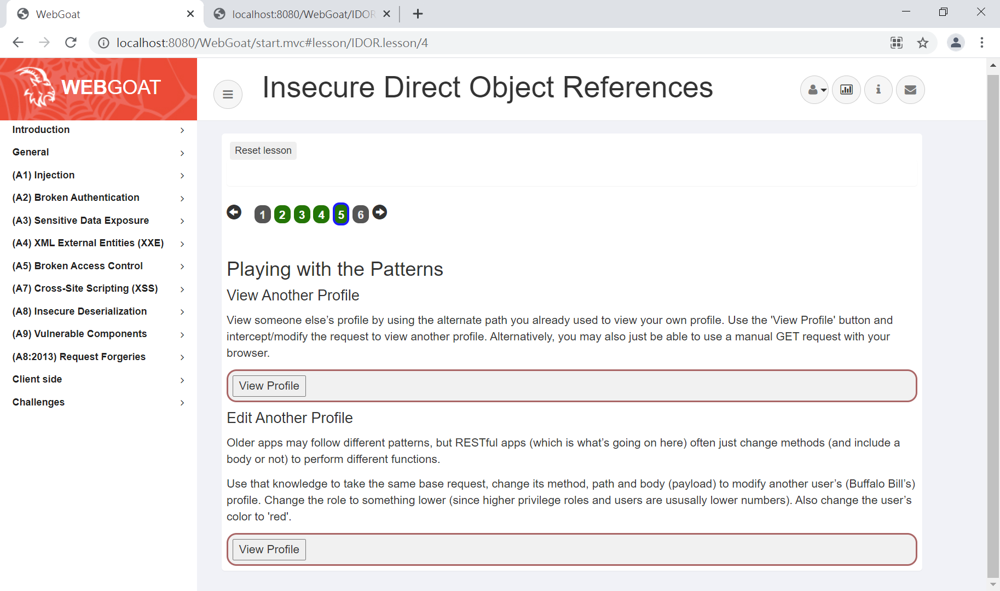 WebGoat
localhost:8080/WebGoat/IDOR
localhost:8080/WebGoat/start.mvc#lesson/IDOR.lesson/4
WEBGOAT
Insecure Direct Object References
Introduction
General
(A1) Injection
(A2) Broken Authentication
(A3) Sensitive Data Exposure
(A4) XML External Entities (XXE)
(A5) Broken Access Control
(A7) Cross-Site Scripting (XSS)
(A8) Insecure Deserialization
(A9) Vulnerable Components
(A8:2013) Request Forgeries
Client side
Challenges
Reset lesson
1 2 3 4 5 6
Playing with the Patterns
View Another Profile
View someone else’s profile by using the alternate path you already used to view your own profile. Use the 'View Profile' button and
intercept/modify the request to view another profile. Alternatively, you may also just be able to use a manual GET request with your
browser.
View Profile
Edit Another Profile
Older apps may follow different patterns, but RESTful apps (which is what’s going on here) often just change methods (and include a
body or not) to perform different functions.
Use that knowledge to take the same base request, change its method, path and body (payload) to modify another user’s (Buffalo Bill’s)
profile. Change the role to something lower (since higher privilege roles and users are ususally lower numbers). Also change the user’s
color to 'red'.
View Profile